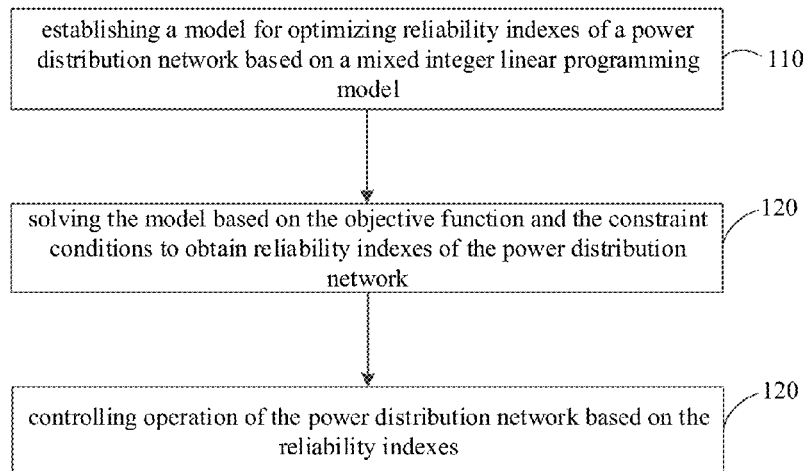 establishing a model for optimizing reliability indexes of a power
distribution network based on a mixed integer linear programming
model
110
solving the model based on the objective function and the constraint
conditions to obtain reliability indexes of the power distribution
network
120
controlling operation of the power distribution network based on the
reliability indexes
120